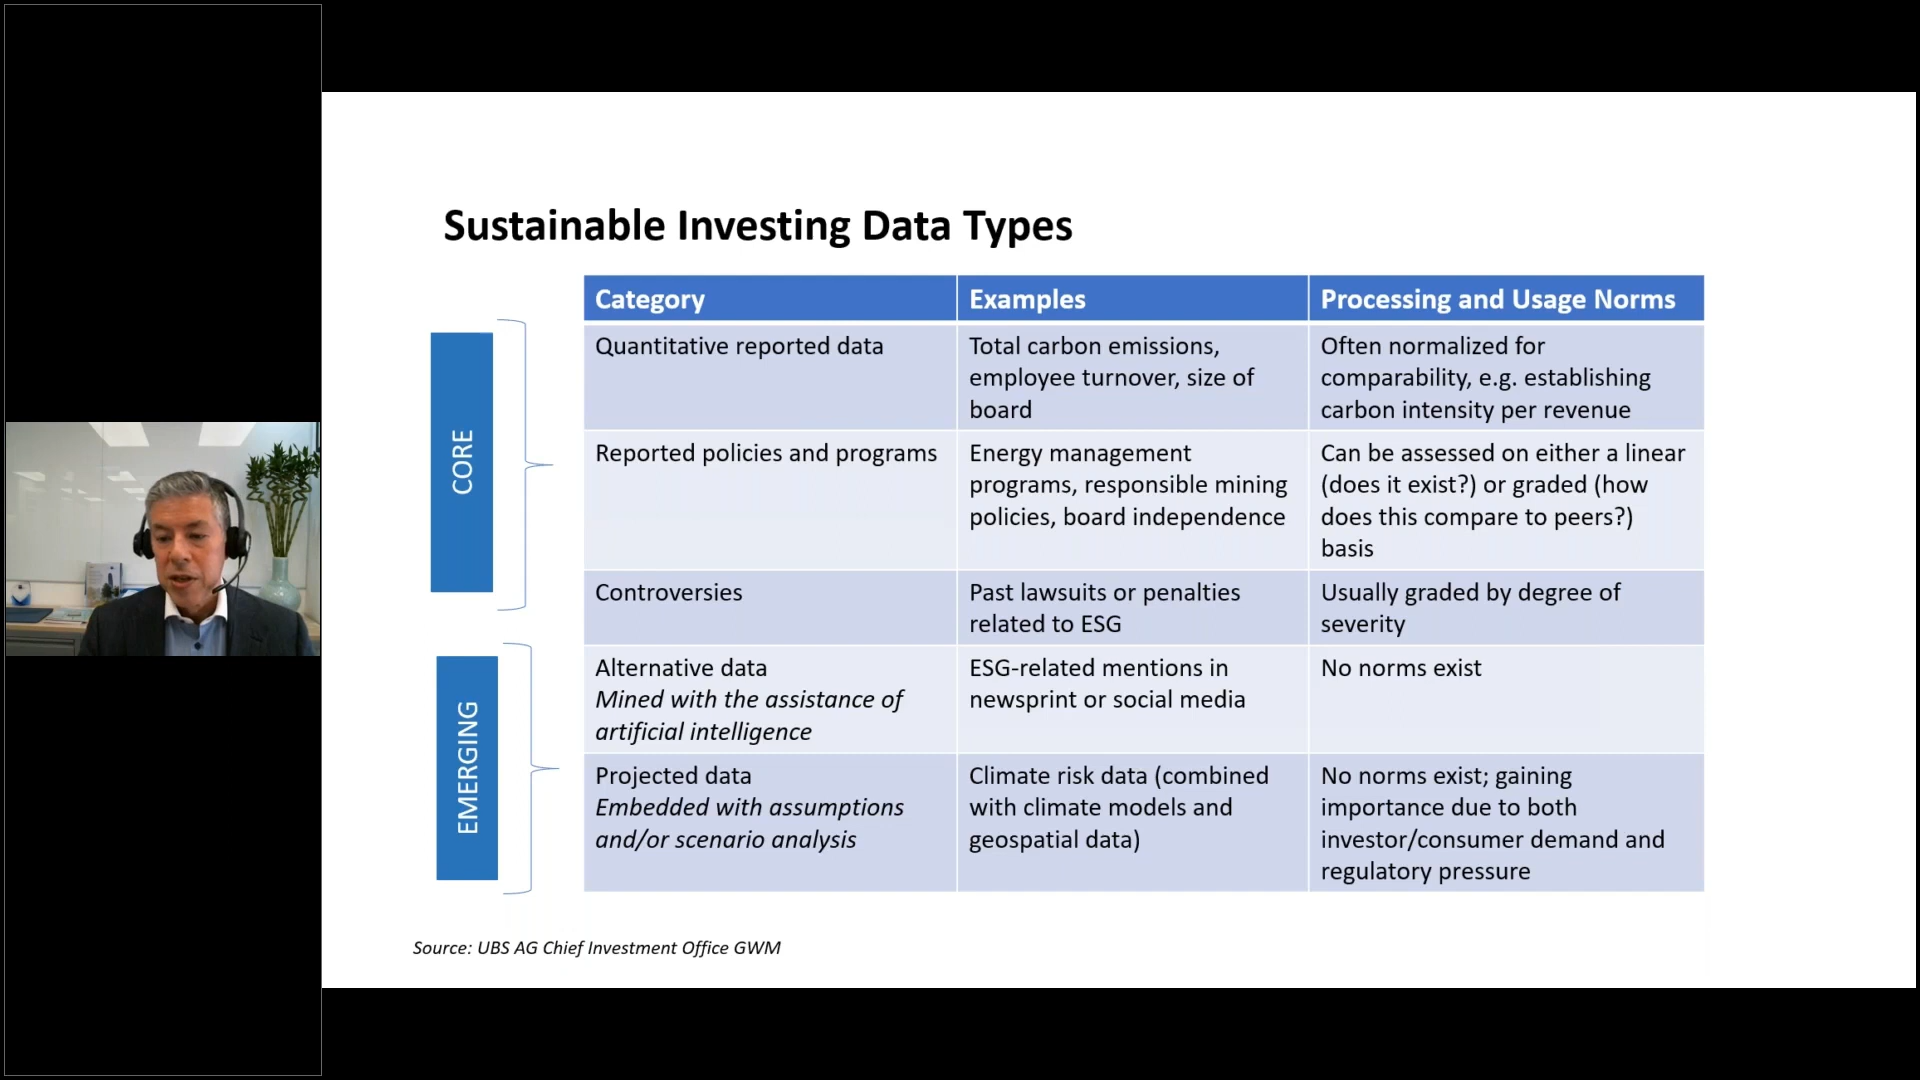 Sustainable Investing Data Types
Category
Examples
Processing and Usage Norms
CORE
Quantitative reported data
Total carbon emissions,
employee turnover, size of
board
Often normalized for
comparability, e.g. establishing
carbon intensity per revenue
Reported policies and programs
Energy management
programs, responsible mining
policies, board independence
Can be assessed on either a linear
(does it exist?) or graded (how
does this compare to peers?)
basis
Controversies
Past lawsuits or penalties
related to ESG
Usually graded by degree of
severity
EMERGING
Alternative data
Mined with the assistance of
artificial intelligence
ESG-related mentions in
newsprint or social media
No norms exist
Projected data
Embedded with assumptions
and/or scenario analysis
Climate risk data (combined
with climate models and
geospatial data)
No norms exist; gaining
importance due to both
investor/consumer demand and
regulatory pressure
Source: UBS AG Chief Investment Office GWM